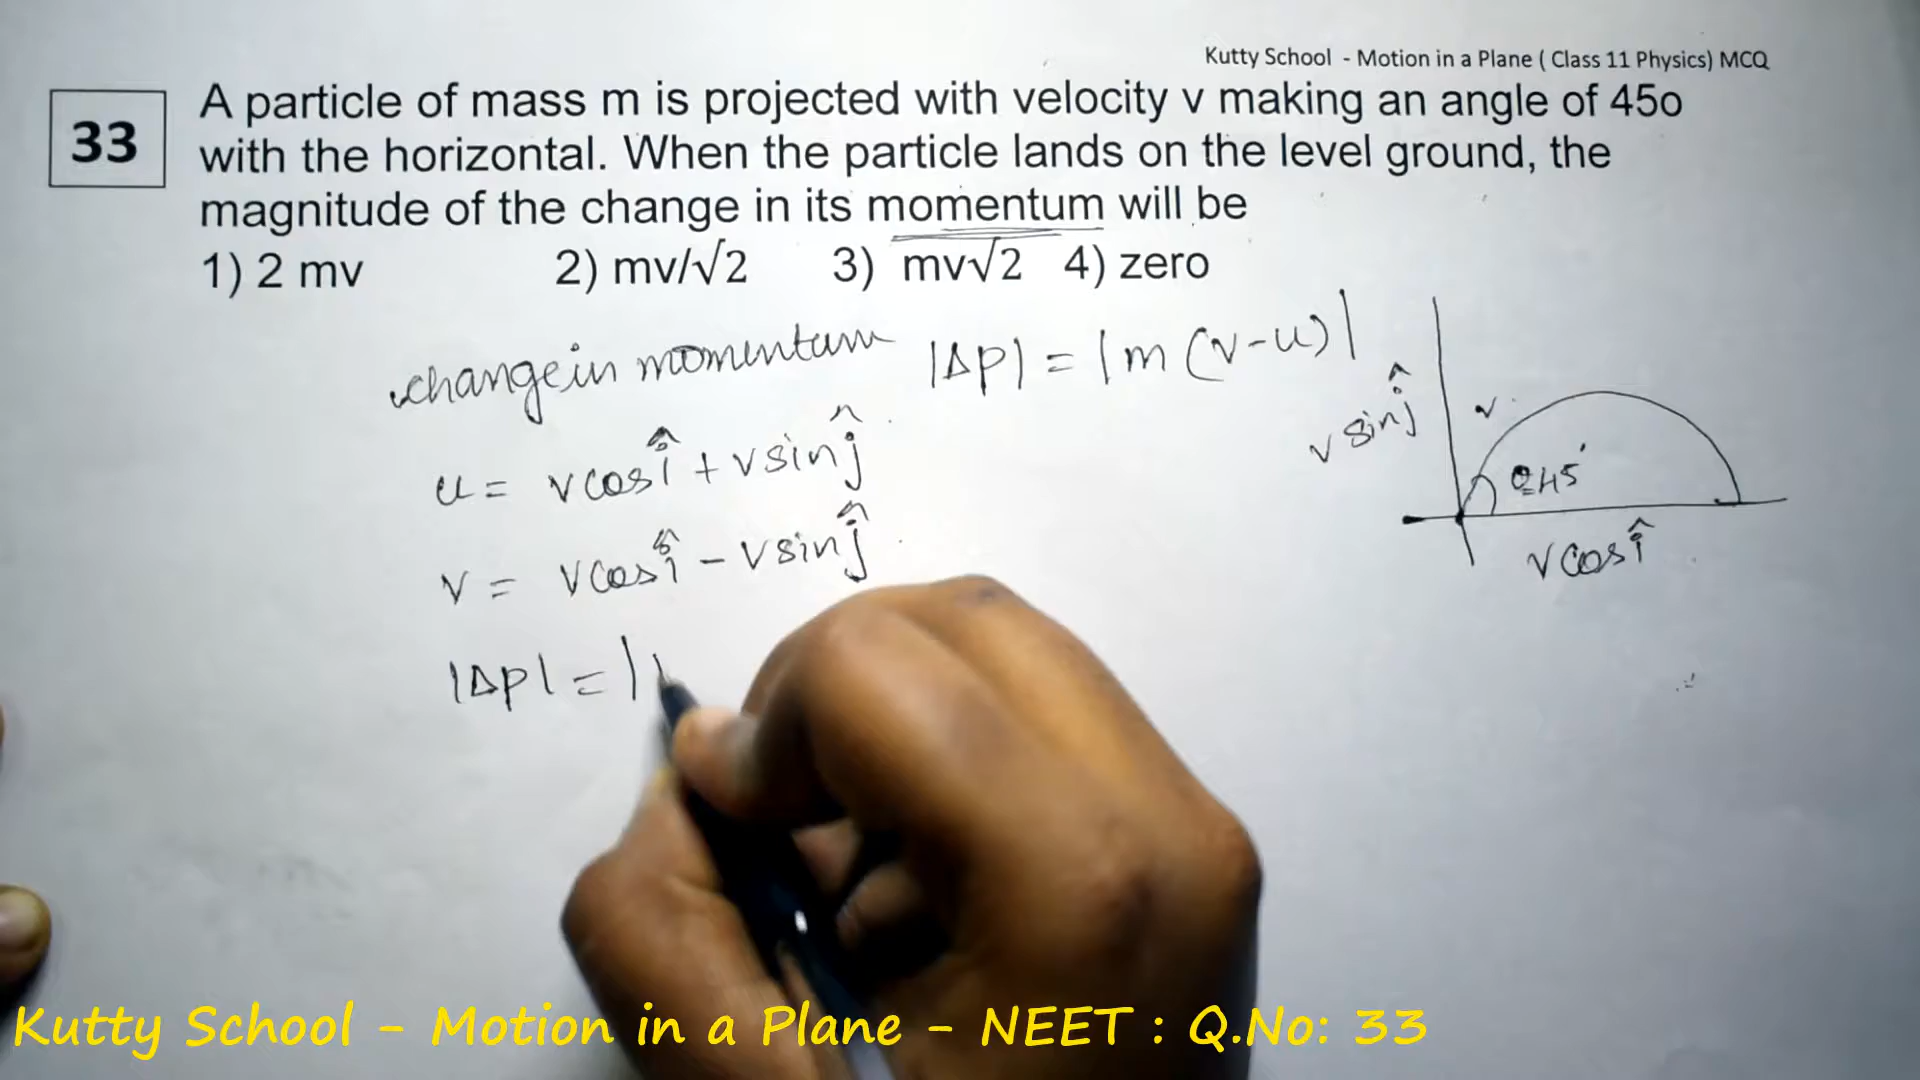 Kutty School - Motion in a Plane ( Class 11 Physics) MCQ
33
A particle of mass m is projected with velocity v making an angle of 45o
with the horizontal. When the particle lands on the level ground, the
magnitude of the change in its momentum will be
1) 2 mv 2) mv/√2 3) mv√2 4) zero
change in momentum |Δp| = |m (v-u)|
u = v cos î + v sin ĵ
v = v cos î - v sin ĵ
|Δp| = |
v sin ĵ
v
45°
v cos î
Kutty School - Motion in a Plane - NEET : Q.No: 33